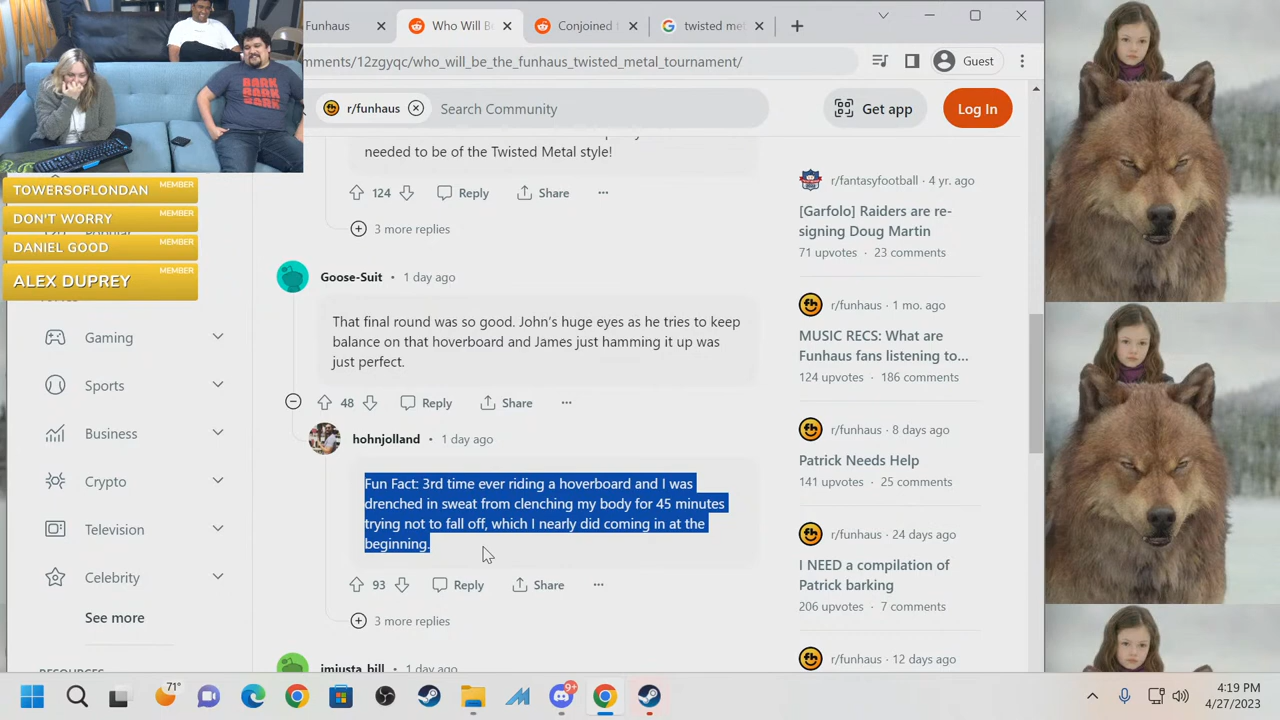 Funhaus
Who Will B
Conjoined t
twisted met
mments/12zgyqc/who_will_be_the_funhaus_twisted_metal_tournament/
Guest
r/funhaus
Search Community
Get app
Log In
BARK
BARK
BARK
TOWERSOFLONDAN MEMBER
DON'T WORRY MEMBER
DANIEL GOOD MEMBER
ALEX DUPREY MEMBER
Gaming
Sports
Business
Crypto
Television
Celebrity
See more
RESOURCES
needed to be of the Twisted Metal style!
124 Reply Share
3 more replies
Goose-Suit • 1 day ago
That final round was so good. John's huge eyes as he tries to keep
balance on that hoverboard and James just hamming it up was
just perfect.
48 Reply Share
hohnjolland • 1 day ago
Fun Fact: 3rd time ever riding a hoverboard and I was
drenched in sweat from clenching my body for 45 minutes
trying not to fall off, which I nearly did coming in at the
beginning.
93 Reply Share
3 more replies
imjusta_bill • 1 day ago
r/fantasyfootball • 4 yr. ago
[Garfolo] Raiders are re-
signing Doug Martin
71 upvotes • 23 comments
r/funhaus • 1 mo. ago
MUSIC RECS: What are
Funhaus fans listening to...
124 upvotes • 186 comments
r/funhaus • 8 days ago
Patrick Needs Help
141 upvotes • 25 comments
r/funhaus • 24 days ago
I NEED a compilation of
Patrick barking
206 upvotes • 7 comments
r/funhaus • 12 days ago
71°
9+
4:19 PM
4/27/2023